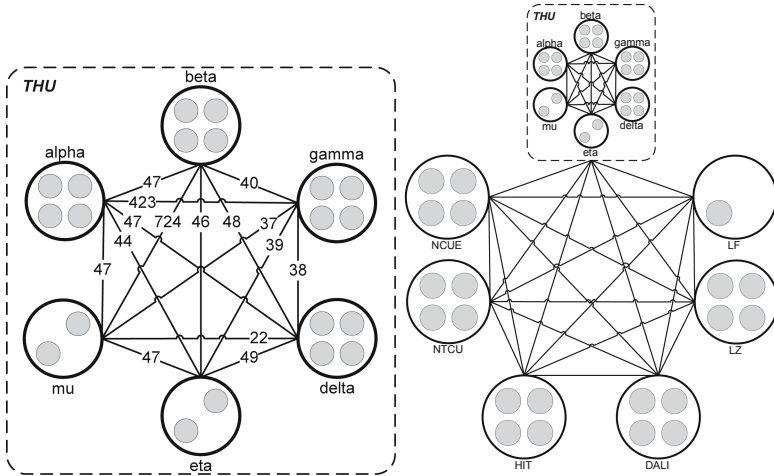 THU
beta
alpha
gamma
47
40
423
47
724
46
48
37
44
39
47
38
22
47
49
mu
delta
eta
THU
beta
alpha
gamma
mu
delta
eta
NCUE
LF
NTCU
LZ
HIT
DALI